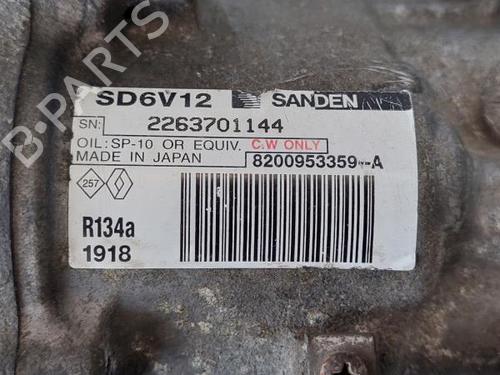 B-PARTS
SD6V12 SANDEN
SN: 2263701144
OIL: SP-10 OR EQUIV. C.W ONLY
MADE IN JAPAN 8200953359--A
257
R134a
1918